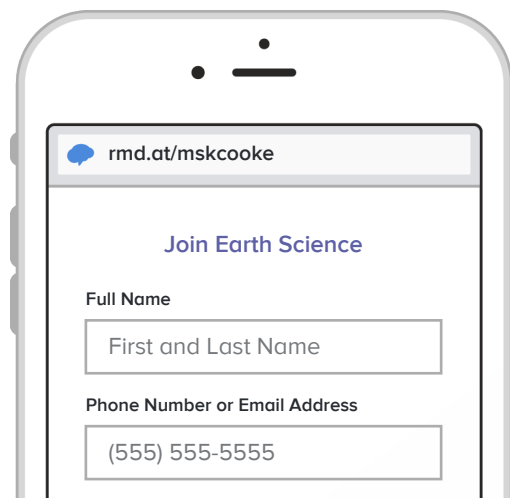 rmd.at/mskcooke
Join Earth Science
Full Name
First and Last Name
Phone Number or Email Address
(555) 555-5555